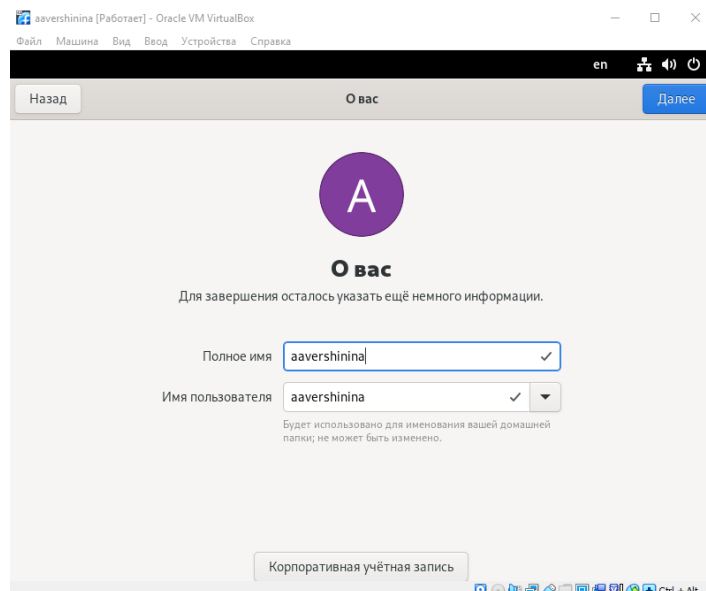 aavershinina [Работает] - Oracle VM VirtualBox
Файл Машина Вид Ввод Устройства Справка
en
Назад
О вас
Далее
A
О вас
Для завершения осталось указать ещё немного информации.
Полное имя aavershinina
Имя пользователя aavershinina
Будет использовано для именования вашей домашней
папки; не может быть изменено.
Корпоративная учётная запись
Ctrl + Alt